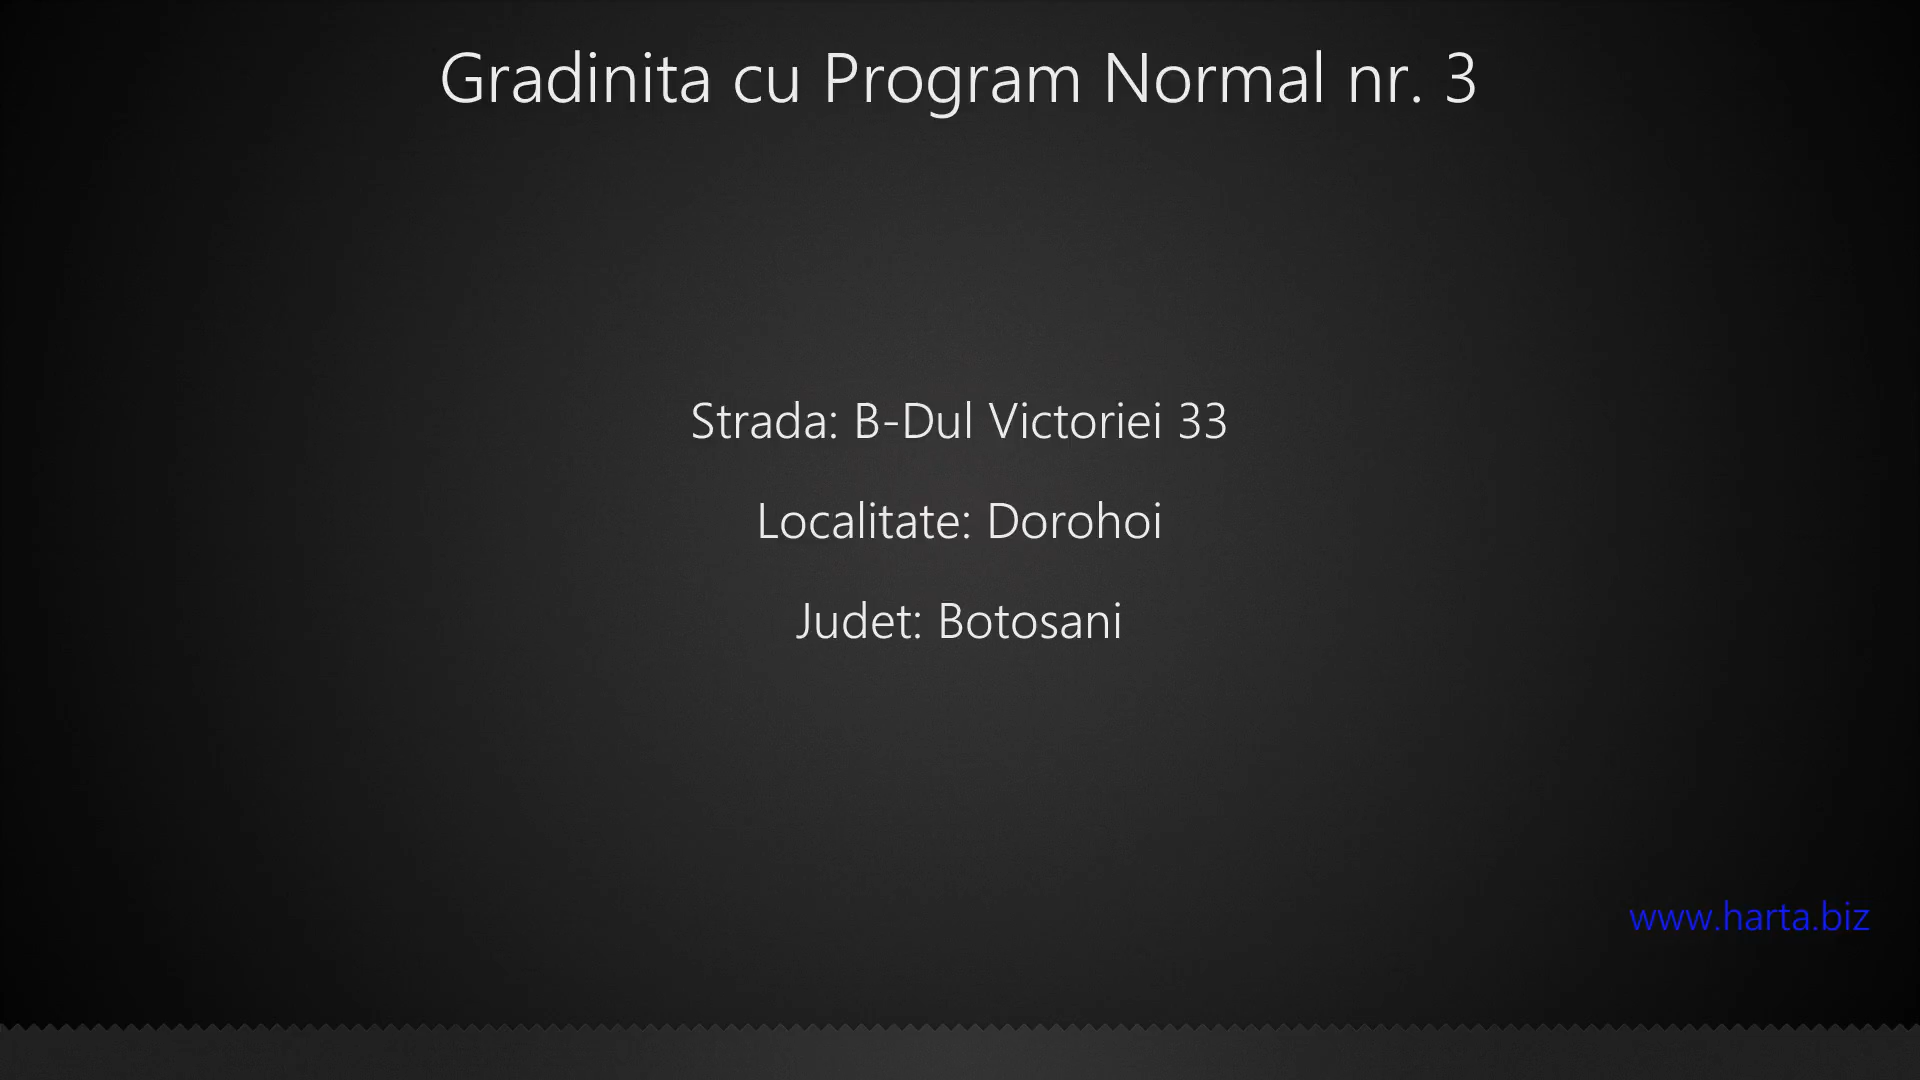 Gradinita cu Program Normal nr. 3
Strada: B-Dul Victoriei 33
Localitate: Dorohoi
Judet: Botosani
www.harta.biz